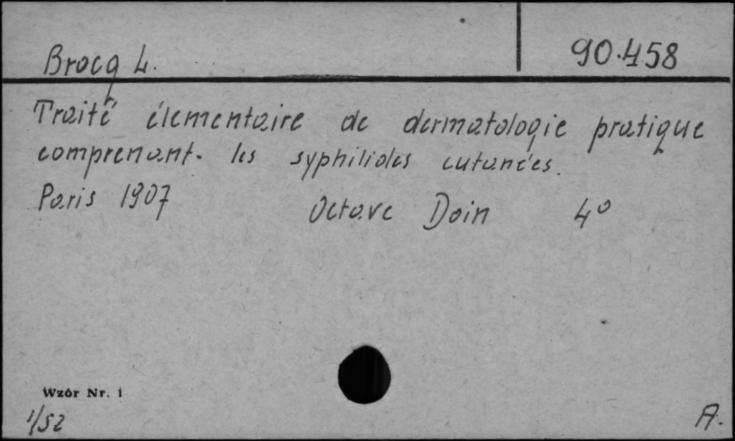 Brocq L.
90.458
Traité élementaire de dermatologie pratique
comprenant. les syphilides cutanées.
Paris 1907 Octave Doin 4°
Wzór Nr. 1
1/52
A.